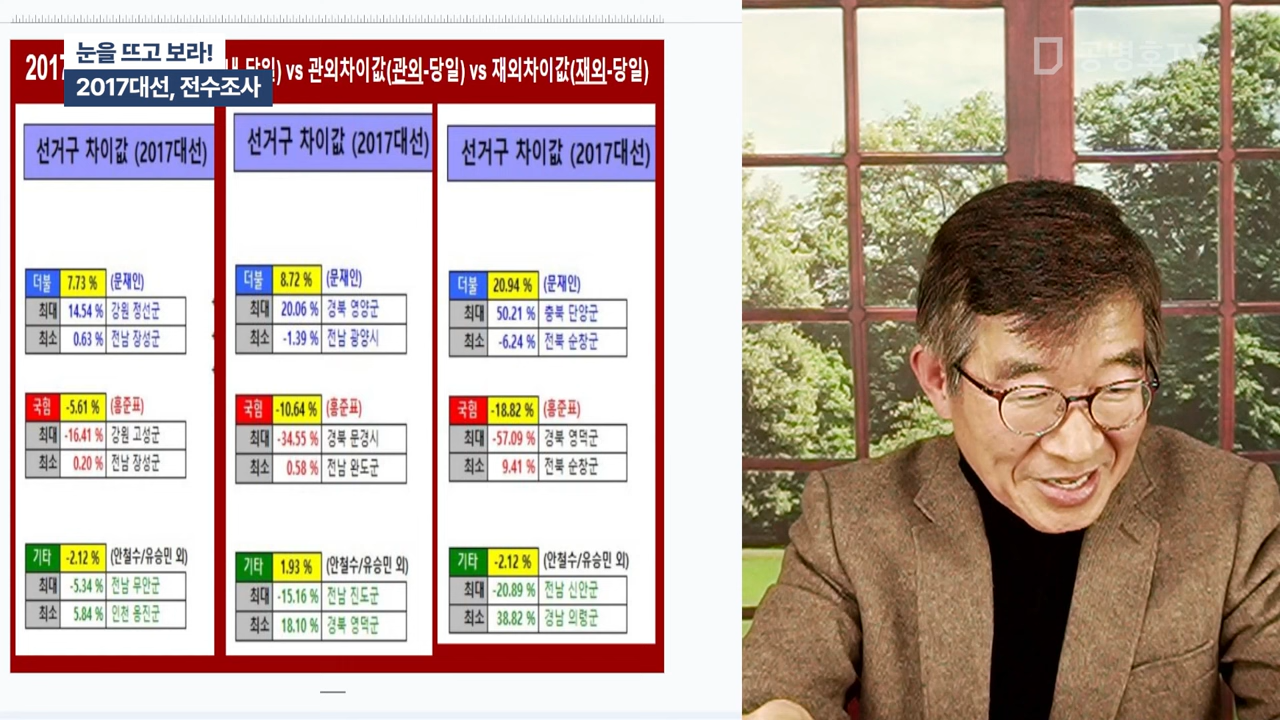 눈을 뜨고 보라!
2017대선, 전수조사
2017 당일) vs 관외차이값(관외-당일) vs 재외차이값(재외-당일)
선거구 차이값 (2017대선)
더불 7.73 % (문재인)
최대 14.54 % 강원 정선군
최소 0.63 % 전남 장성군
국힘 -5.61 % (홍준표)
최대 -16.41 % 강원 고성군
최소 0.20 % 전남 장성군
기타 -2.12 % (안철수/유승민 외)
최대 -5.34 % 전남 무안군
최소 5.84 % 인천 옹진군
선거구 차이값 (2017대선)
더불 8.72 % (문재인)
최대 20.06 % 경북 영양군
최소 -1.39 % 전남 광양시
국힘 -10.64 % (홍준표)
최대 -34.55 % 경북 문경시
최소 0.58 % 전남 완도군
기타 1.93 % (안철수/유승민 외)
최대 -15.16 % 전남 진도군
최소 18.10 % 경북 영덕군
선거구 차이값 (2017대선)
더불 20.94 % (문재인)
최대 50.21 % 충북 단양군
최소 -6.24 % 전북 순창군
국힘 -18.82 % (홍준표)
최대 -57.09 % 경북 영덕군
최소 9.41 % 전북 순창군
기타 -2.12 % (안철수/유승민 외)
최대 -20.89 % 전남 신안군
최소 38.82 % 경남 의령군
공병호TV